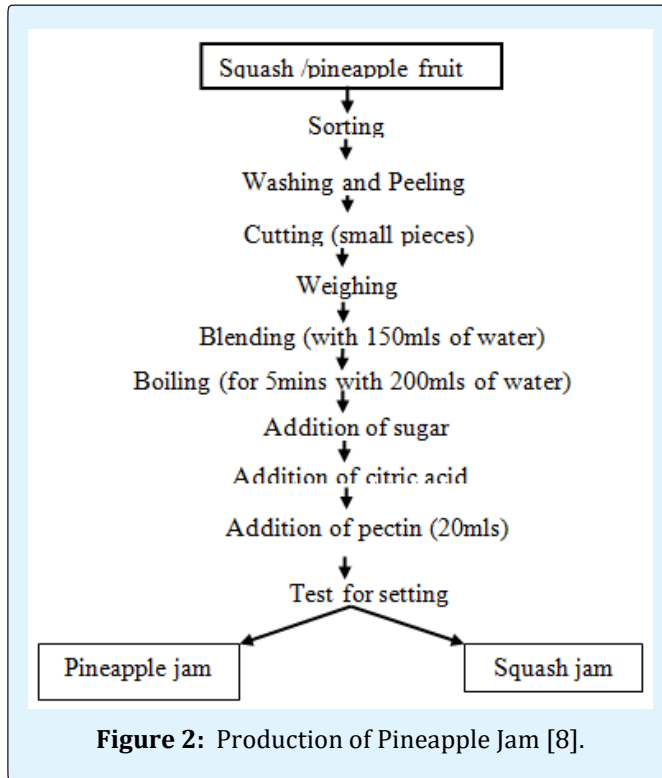 Squash /pineapple fruit
Sorting
Washing and Peeling
Cutting (small pieces)
Weighing
Blending (with 150mls of water)
Boiling (for 5mins with 200mls of water)
Addition of sugar
Addition of citric acid
Addition of pectin (20mls)
Test for setting
Pineapple jam
Squash jam
Figure 2: Production of Pineapple Jam [8].